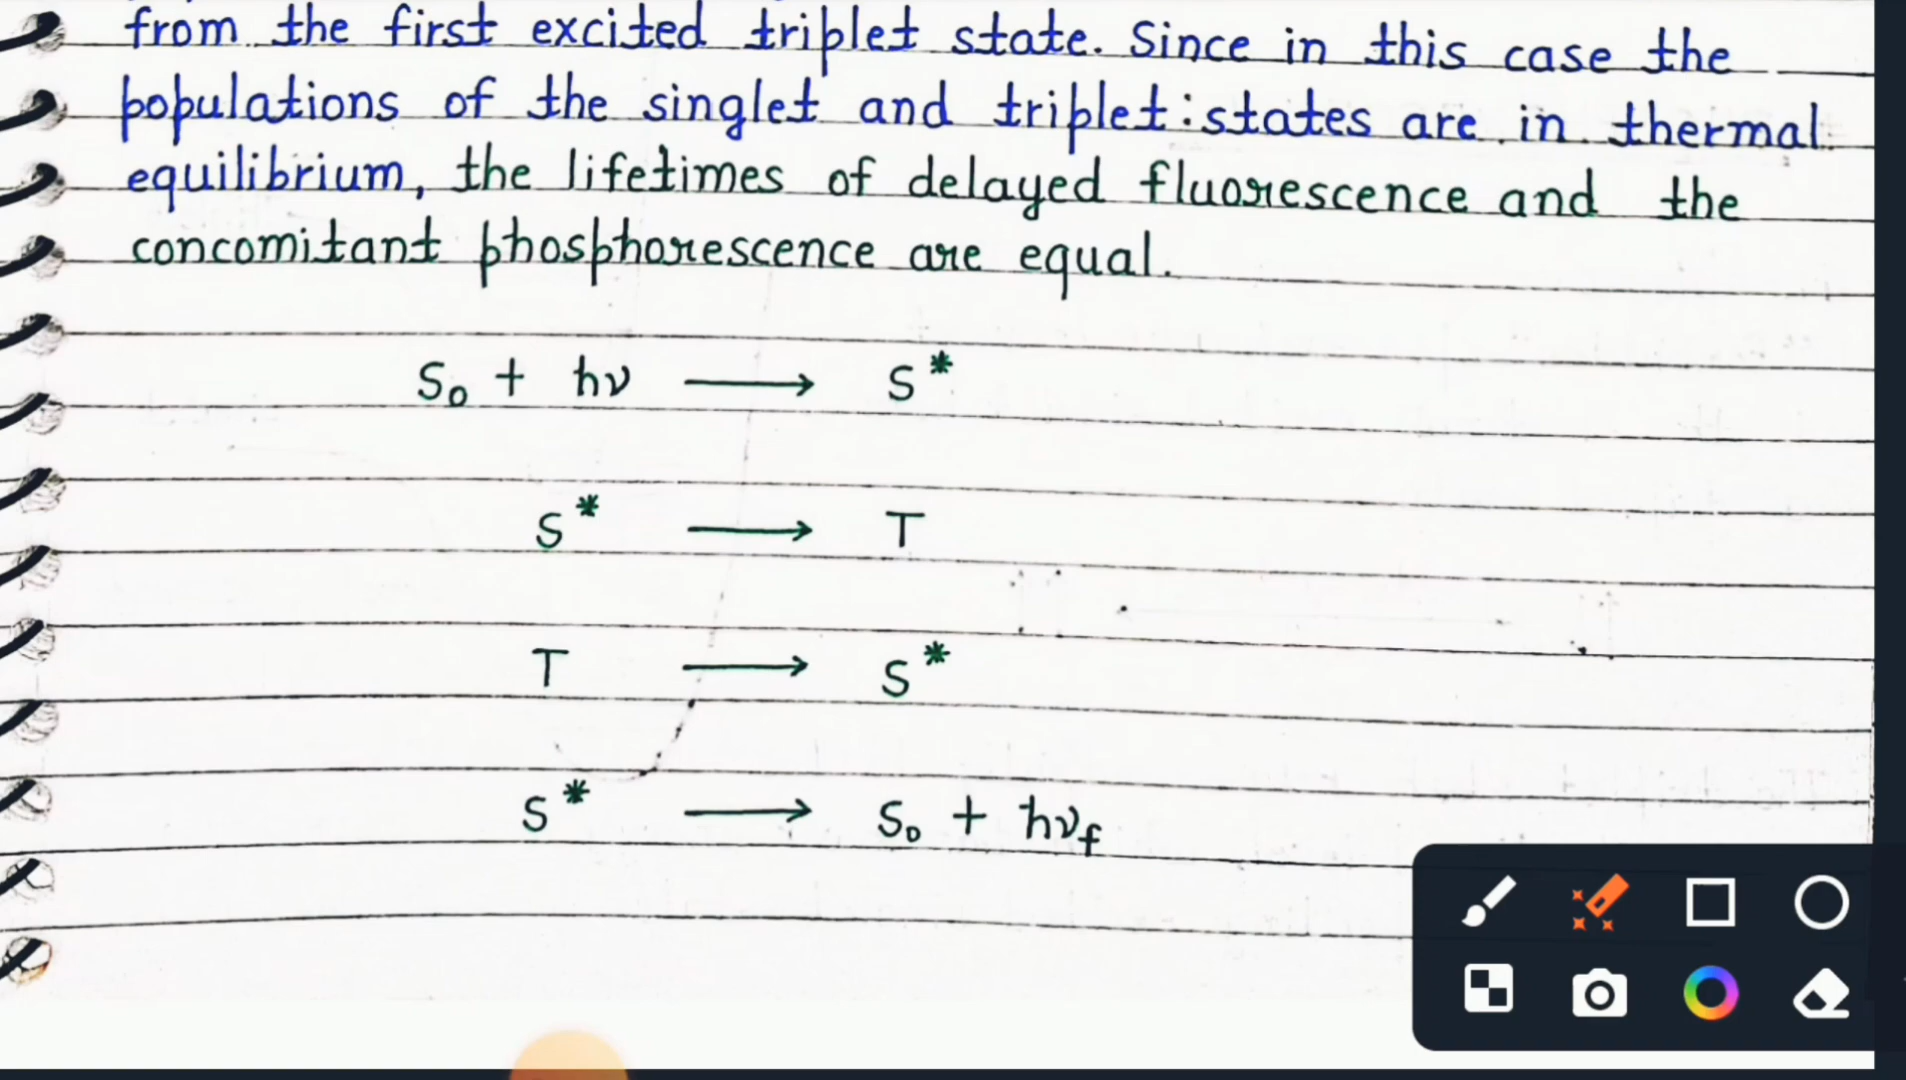 from the first excited triplet state. Since in this case the
populations of the singlet and triplet states are in thermal
equilibrium, the lifetimes of delayed fluorescence and the
concomitant phosphorescence are equal.
S₀ + hν ⟶ S*
S* ⟶ T
T ⟶ S*
S* ⟶ S₀ + hν_f